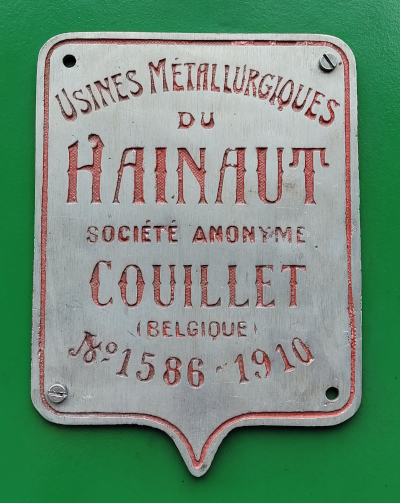 USINES MÉTALLURGIQUES
DU
HAINAUT
SOCIÉTÉ ANONYME
COUILLET
(BELGIQUE)
No 1586 - 1910